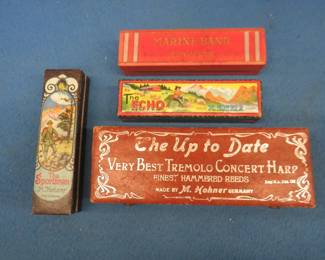 MARINE BAND
The
ECHO
The Up to Date
VERY BEST TREMOLO CONCERT HARP
FINEST HAMMERED REEDS
MADE BY M. Hohner GERMANY
The
Sportsman
M. Hohner